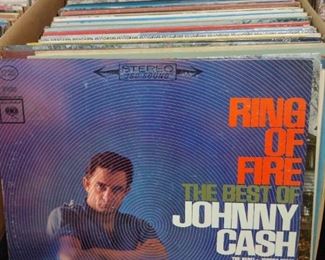 STEREO
360 SOUND
RING
OF
FIRE
THE BEST OF
JOHNNY
CASH